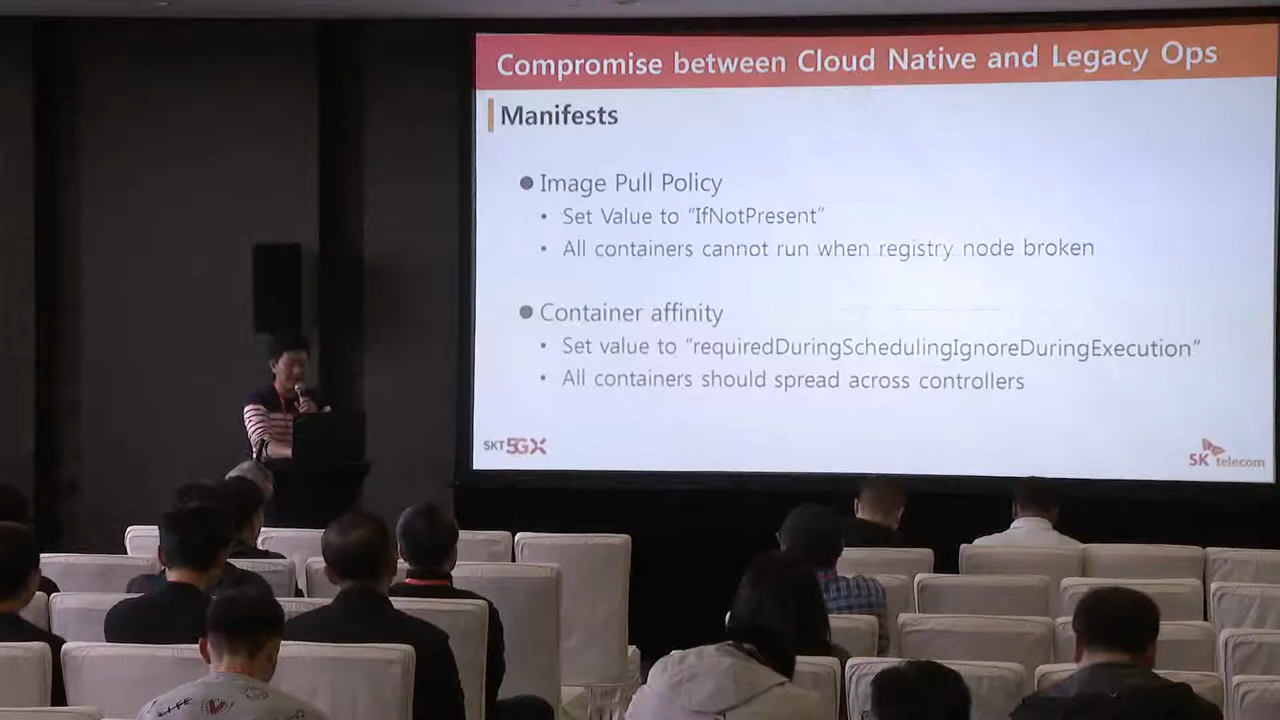 Compromise between Cloud Native and Legacy Ops
Manifests
Image Pull Policy
Set Value to “IfNotPresent”
All containers cannot run when registry node broken
Container affinity
Set value to “requiredDuringSchedulingIgnoreDuringExecution”
All containers should spread across controllers
SKT 5GX
SK telecom
LIFE